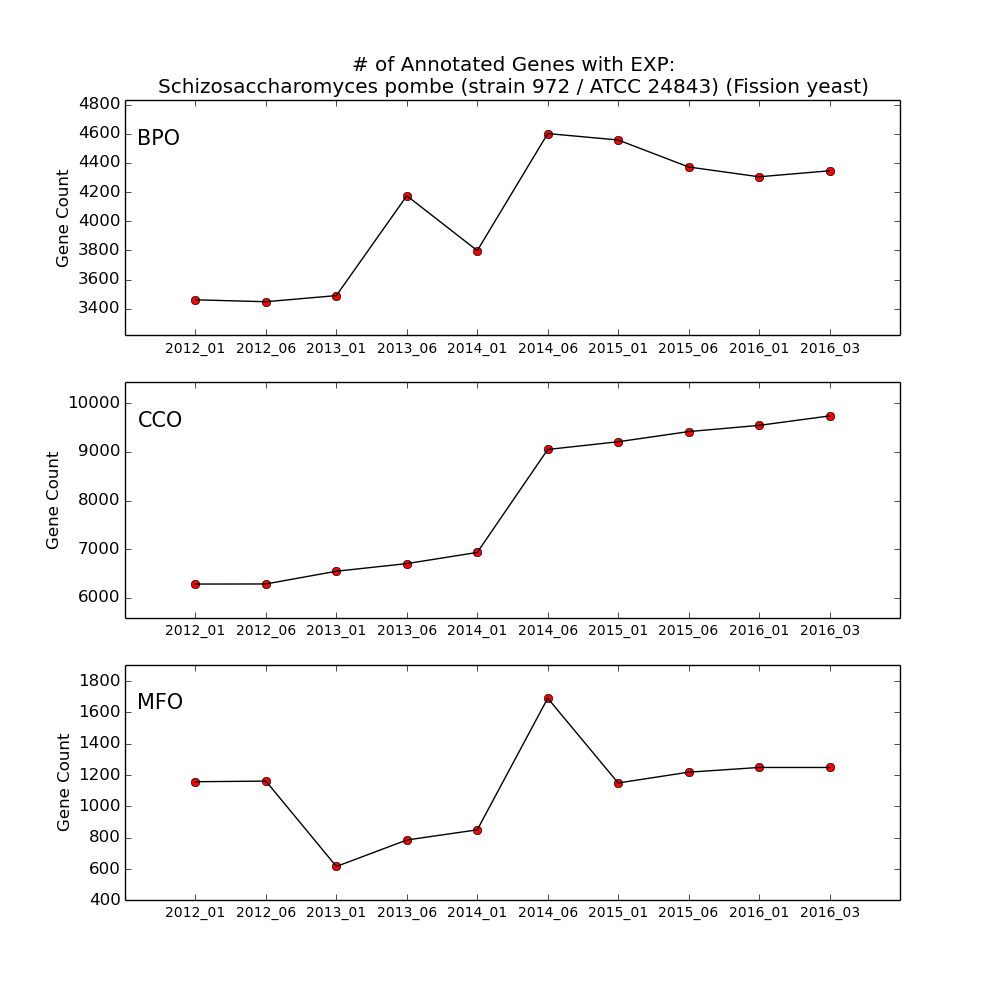 # of Annotated Genes with EXP:
Schizosaccharomyces pombe (strain 972 / ATCC 24843) (Fission yeast)
BPO
Gene Count
4800
4600
4400
4200
4000
3800
3600
3400
2012_01 2012_06 2013_01 2013_06 2014_01 2014_06 2015_01 2015_06 2016_01 2016_03
CCO
Gene Count
10000
9000
8000
7000
6000
2012_01 2012_06 2013_01 2013_06 2014_01 2014_06 2015_01 2015_06 2016_01 2016_03
MFO
Gene Count
1800
1600
1400
1200
1000
800
600
400
2012_01 2012_06 2013_01 2013_06 2014_01 2014_06 2015_01 2015_06 2016_01 2016_03